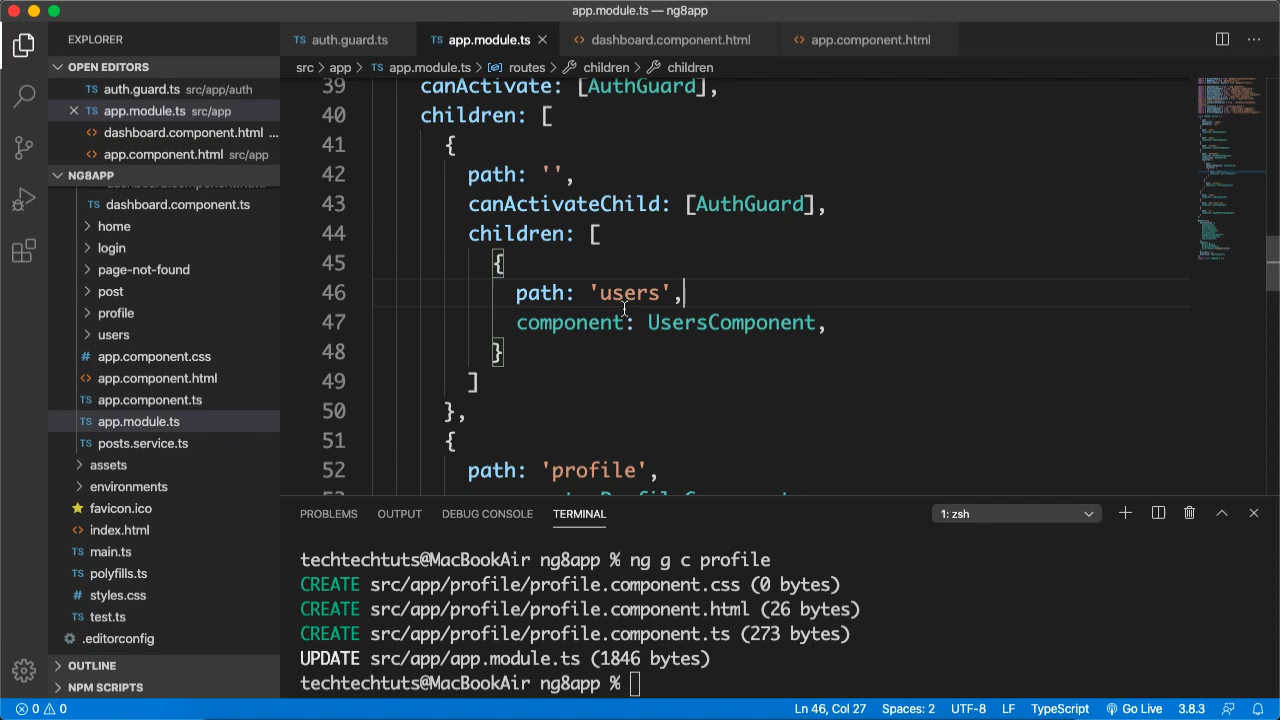 app.module.ts — ng8app
EXPLORER
auth.guard.ts
app.module.ts
dashboard.component.html
app.component.html
OPEN EDITORS
src > app > TS app.module.ts > routes > children > children
TS auth.guard.ts src/app/auth
TS app.module.ts src/app
dashboard.component.html ...
app.component.html src/app
NG8APP
dashboard.component.ts
home
login
page-not-found
post
profile
users
app.component.css
app.component.html
TS app.component.ts
TS app.module.ts
TS posts.service.ts
assets
environments
favicon.ico
index.html
TS main.ts
TS polyfills.ts
styles.css
TS test.ts
.editorconfig
OUTLINE
NPM SCRIPTS
39 canActivate: [AuthGuard],
40 children: [
41 {
42 path: '',
43 canActivateChild: [AuthGuard],
44 children: [
45 {
46 path: 'users',
47 component: UsersComponent,
48 }
49 ]
50 },
51 {
52 path: 'profile',
PROBLEMS OUTPUT DEBUG CONSOLE TERMINAL 1: zsh
techtechtuts@MacBookAir ng8app % ng g c profile
CREATE src/app/profile/profile.component.css (0 bytes)
CREATE src/app/profile/profile.component.html (26 bytes)
CREATE src/app/profile/profile.component.ts (273 bytes)
UPDATE src/app/app.module.ts (1846 bytes)
techtechtuts@MacBookAir ng8app %
0 0 Ln 46, Col 27 Spaces: 2 UTF-8 LF TypeScript Go Live 3.8.3